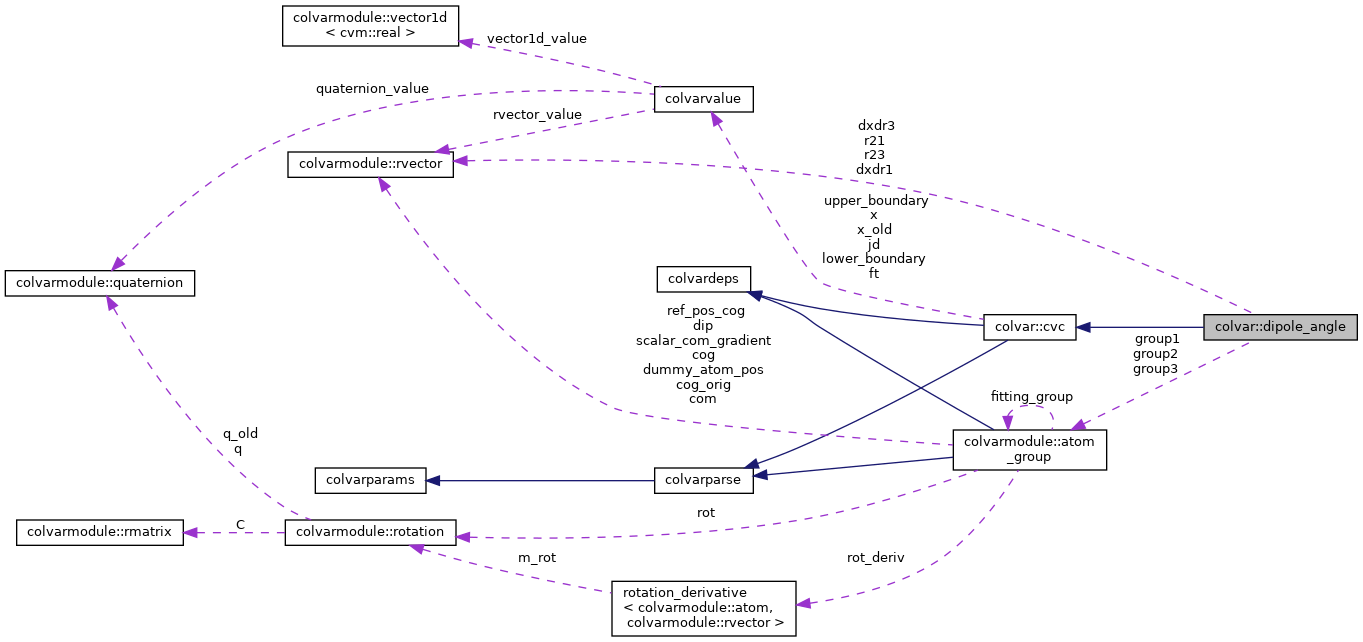 colvarmodule::vector1d
< cvm::real >
vector1d_value
quaternion_value
colvarvalue
rvector_value
dxdr3
r21
r23
dxdr1
colvarmodule::rvector
upper_boundary
x
x_old
jd
lower_boundary
ft
colvardeps
colvarmodule::quaternion
ref_pos_cog
dip
scalar_com_gradient
cog
dummy_atom_pos
cog_orig
com
colvar::cvc
colvar::dipole_angle
group1
group2
group3
fitting_group
colvarmodule::atom
_group
q_old
q
colvarparams
colvarparse
rot
C
colvarmodule::rmatrix
colvarmodule::rotation
m_rot
rot_deriv
rotation_derivative
< colvarmodule::atom,
colvarmodule::rvector >